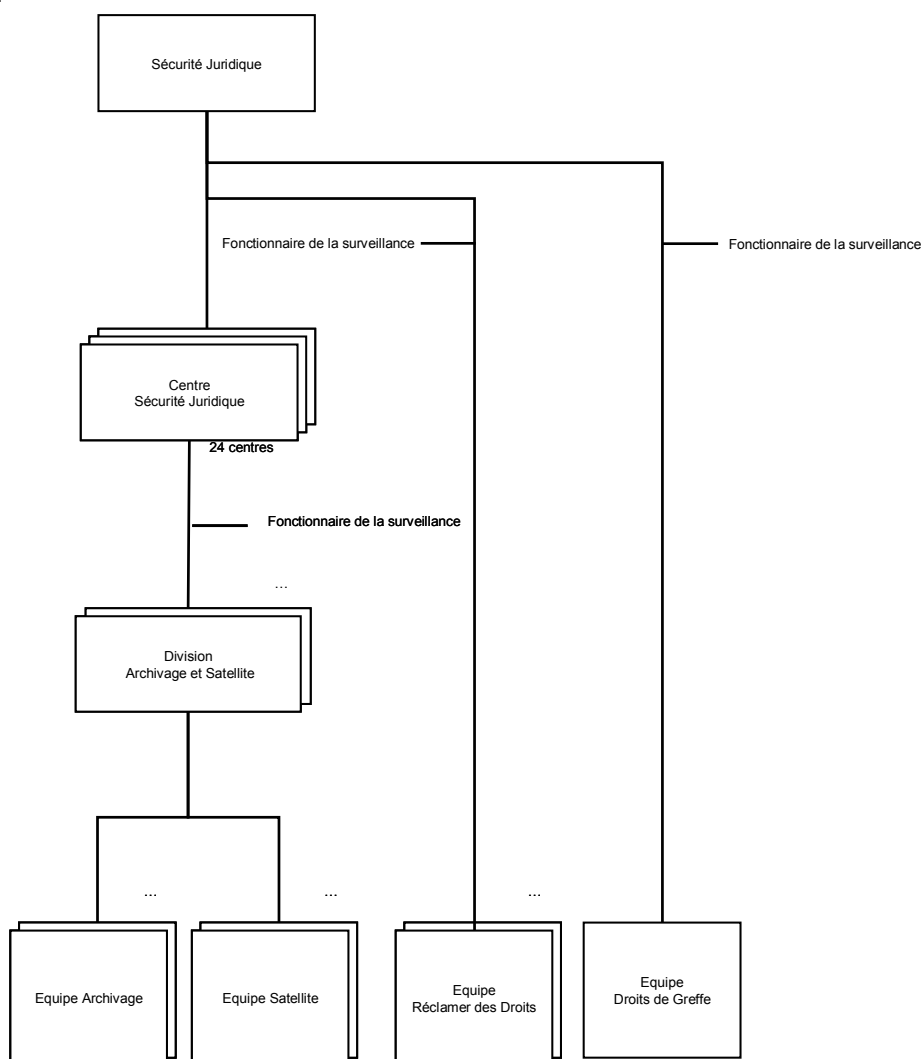 Sécurité Juridique
Fonctionnaire de la surveillance
Fonctionnaire de la surveillance
Centre
Sécurité Juridique
24 centres
Fonctionnaire de la surveillance
...
Division
Archivage et Satellite
...
...
...
Equipe Archivage
Equipe Satellite
Equipe
Réclamer des Droits
Equipe
Droits de Greffe